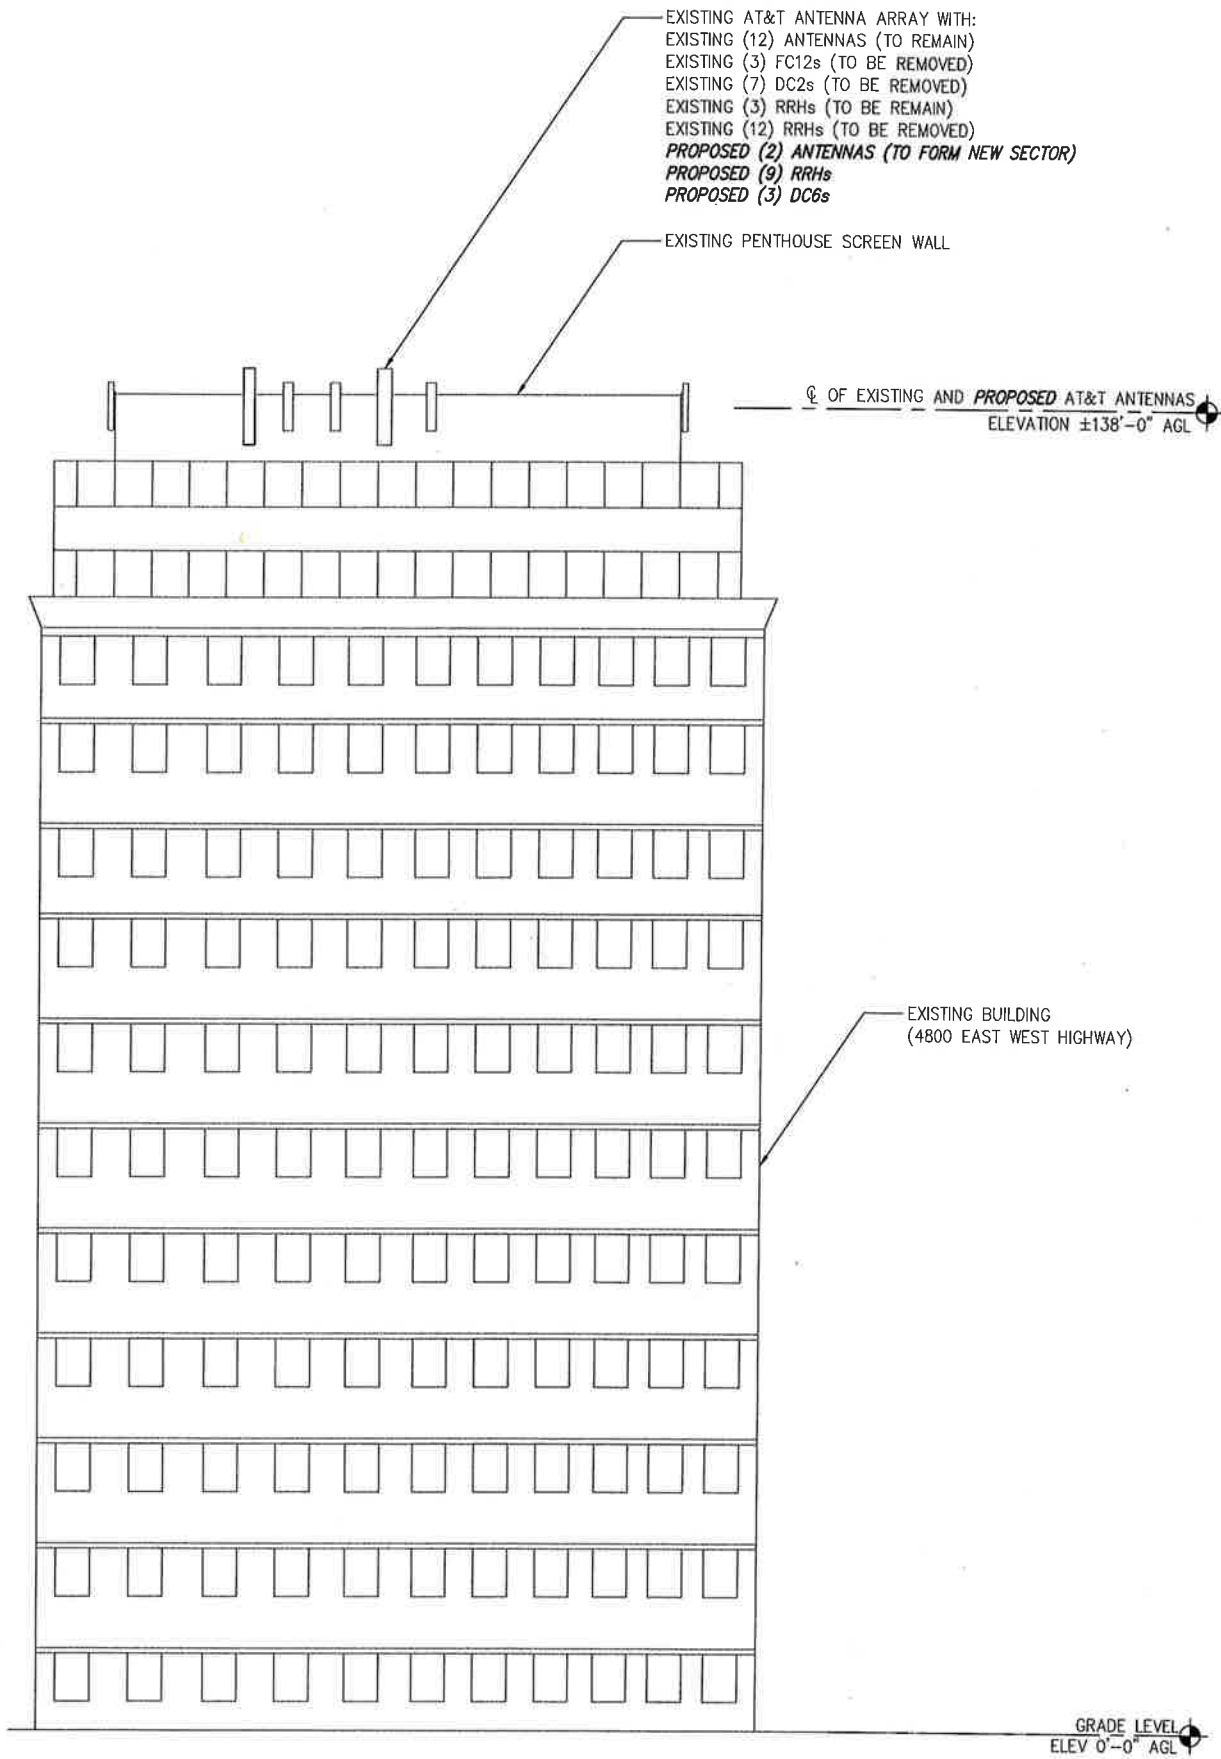 EXISTING AT&T ANTENNA ARRAY WITH:
EXISTING (12) ANTENNAS (TO REMAIN)
EXISTING (3) FC12s (TO BE REMOVED)
EXISTING (7) DC2s (TO BE REMOVED)
EXISTING (3) RRHs (TO BE REMAIN)
EXISTING (12) RRHs (TO BE REMOVED)
PROPOSED (2) ANTENNAS (TO FORM NEW SECTOR)
PROPOSED (9) RRHs
PROPOSED (3) DC6s
EXISTING PENTHOUSE SCREEN WALL
℄ OF EXISTING AND PROPOSED AT&T ANTENNAS
ELEVATION ±138'-0" AGL
EXISTING BUILDING
(4800 EAST WEST HIGHWAY)
GRADE LEVEL
ELEV 0'-0" AGL